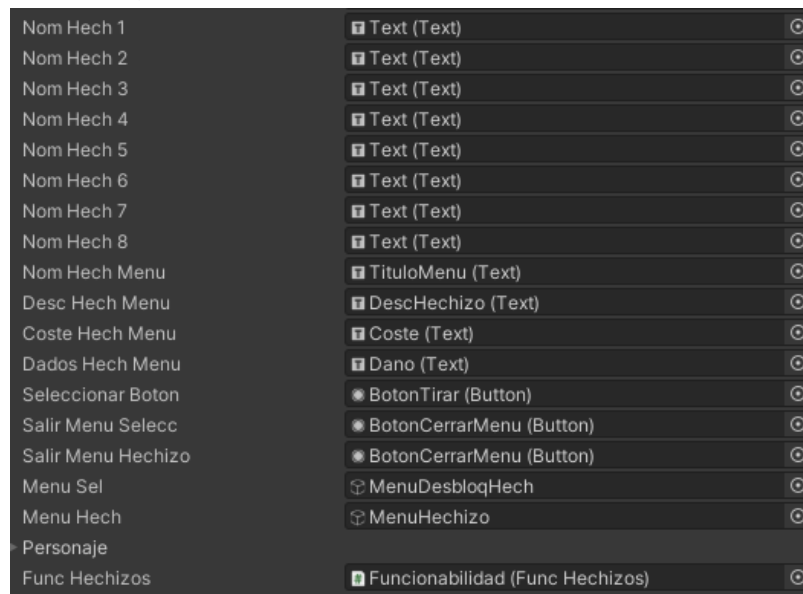 Nom Hech 1 Text (Text)
Nom Hech 2 Text (Text)
Nom Hech 3 Text (Text)
Nom Hech 4 Text (Text)
Nom Hech 5 Text (Text)
Nom Hech 6 Text (Text)
Nom Hech 7 Text (Text)
Nom Hech 8 Text (Text)
Nom Hech Menu TituloMenu (Text)
Desc Hech Menu DescHechizo (Text)
Coste Hech Menu Coste (Text)
Dados Hech Menu Dano (Text)
Seleccionar Boton BotonTirar (Button)
Salir Menu Selecc BotonCerrarMenu (Button)
Salir Menu Hechizo BotonCerrarMenu (Button)
Menu Sel MenuDesbloqHech
Menu Hech MenuHechizo
Personaje
Func Hechizos Funcionabilidad (Func Hechizos)